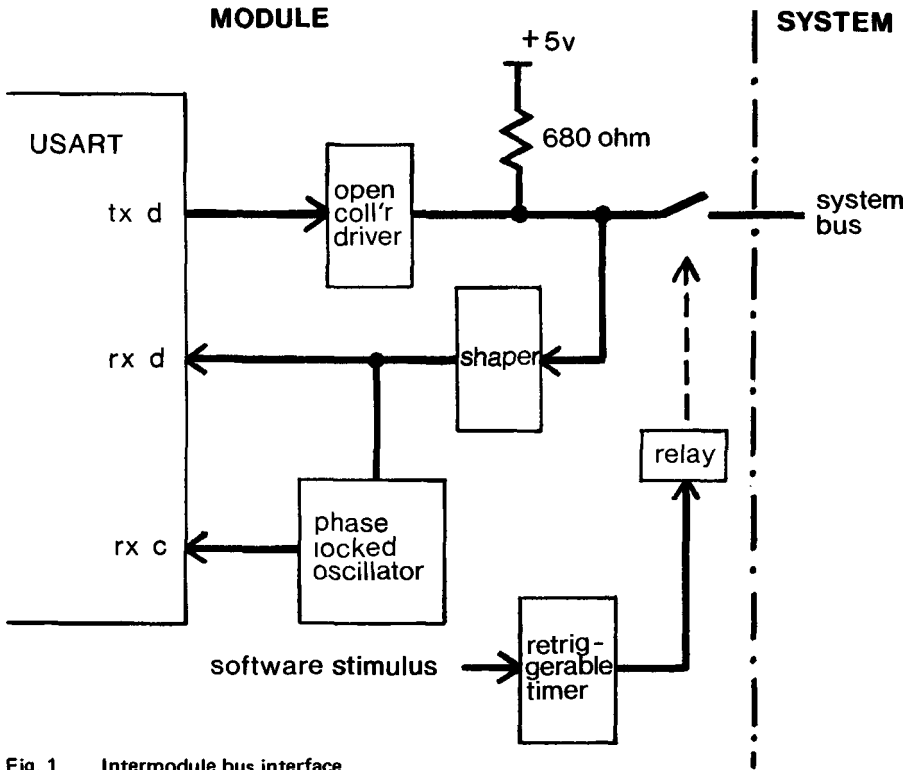 MODULE
SYSTEM
+5v
680 ohm
USART
tx d
open
coll'r
driver
system
bus
rx d
shaper
relay
rx c
phase
locked
oscillator
software stimulus
retrig-
gerable
timer
Fig. 1 Intermodule bus interface